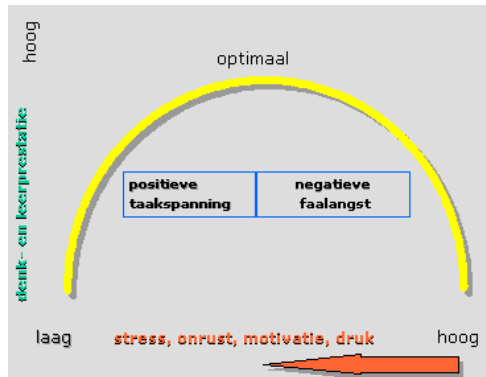 hoog
optimaal
denk- en leerprestatie
positieve
taakspanning
negatieve
faalangst
laag
stress, onrust, motivatie, druk
hoog